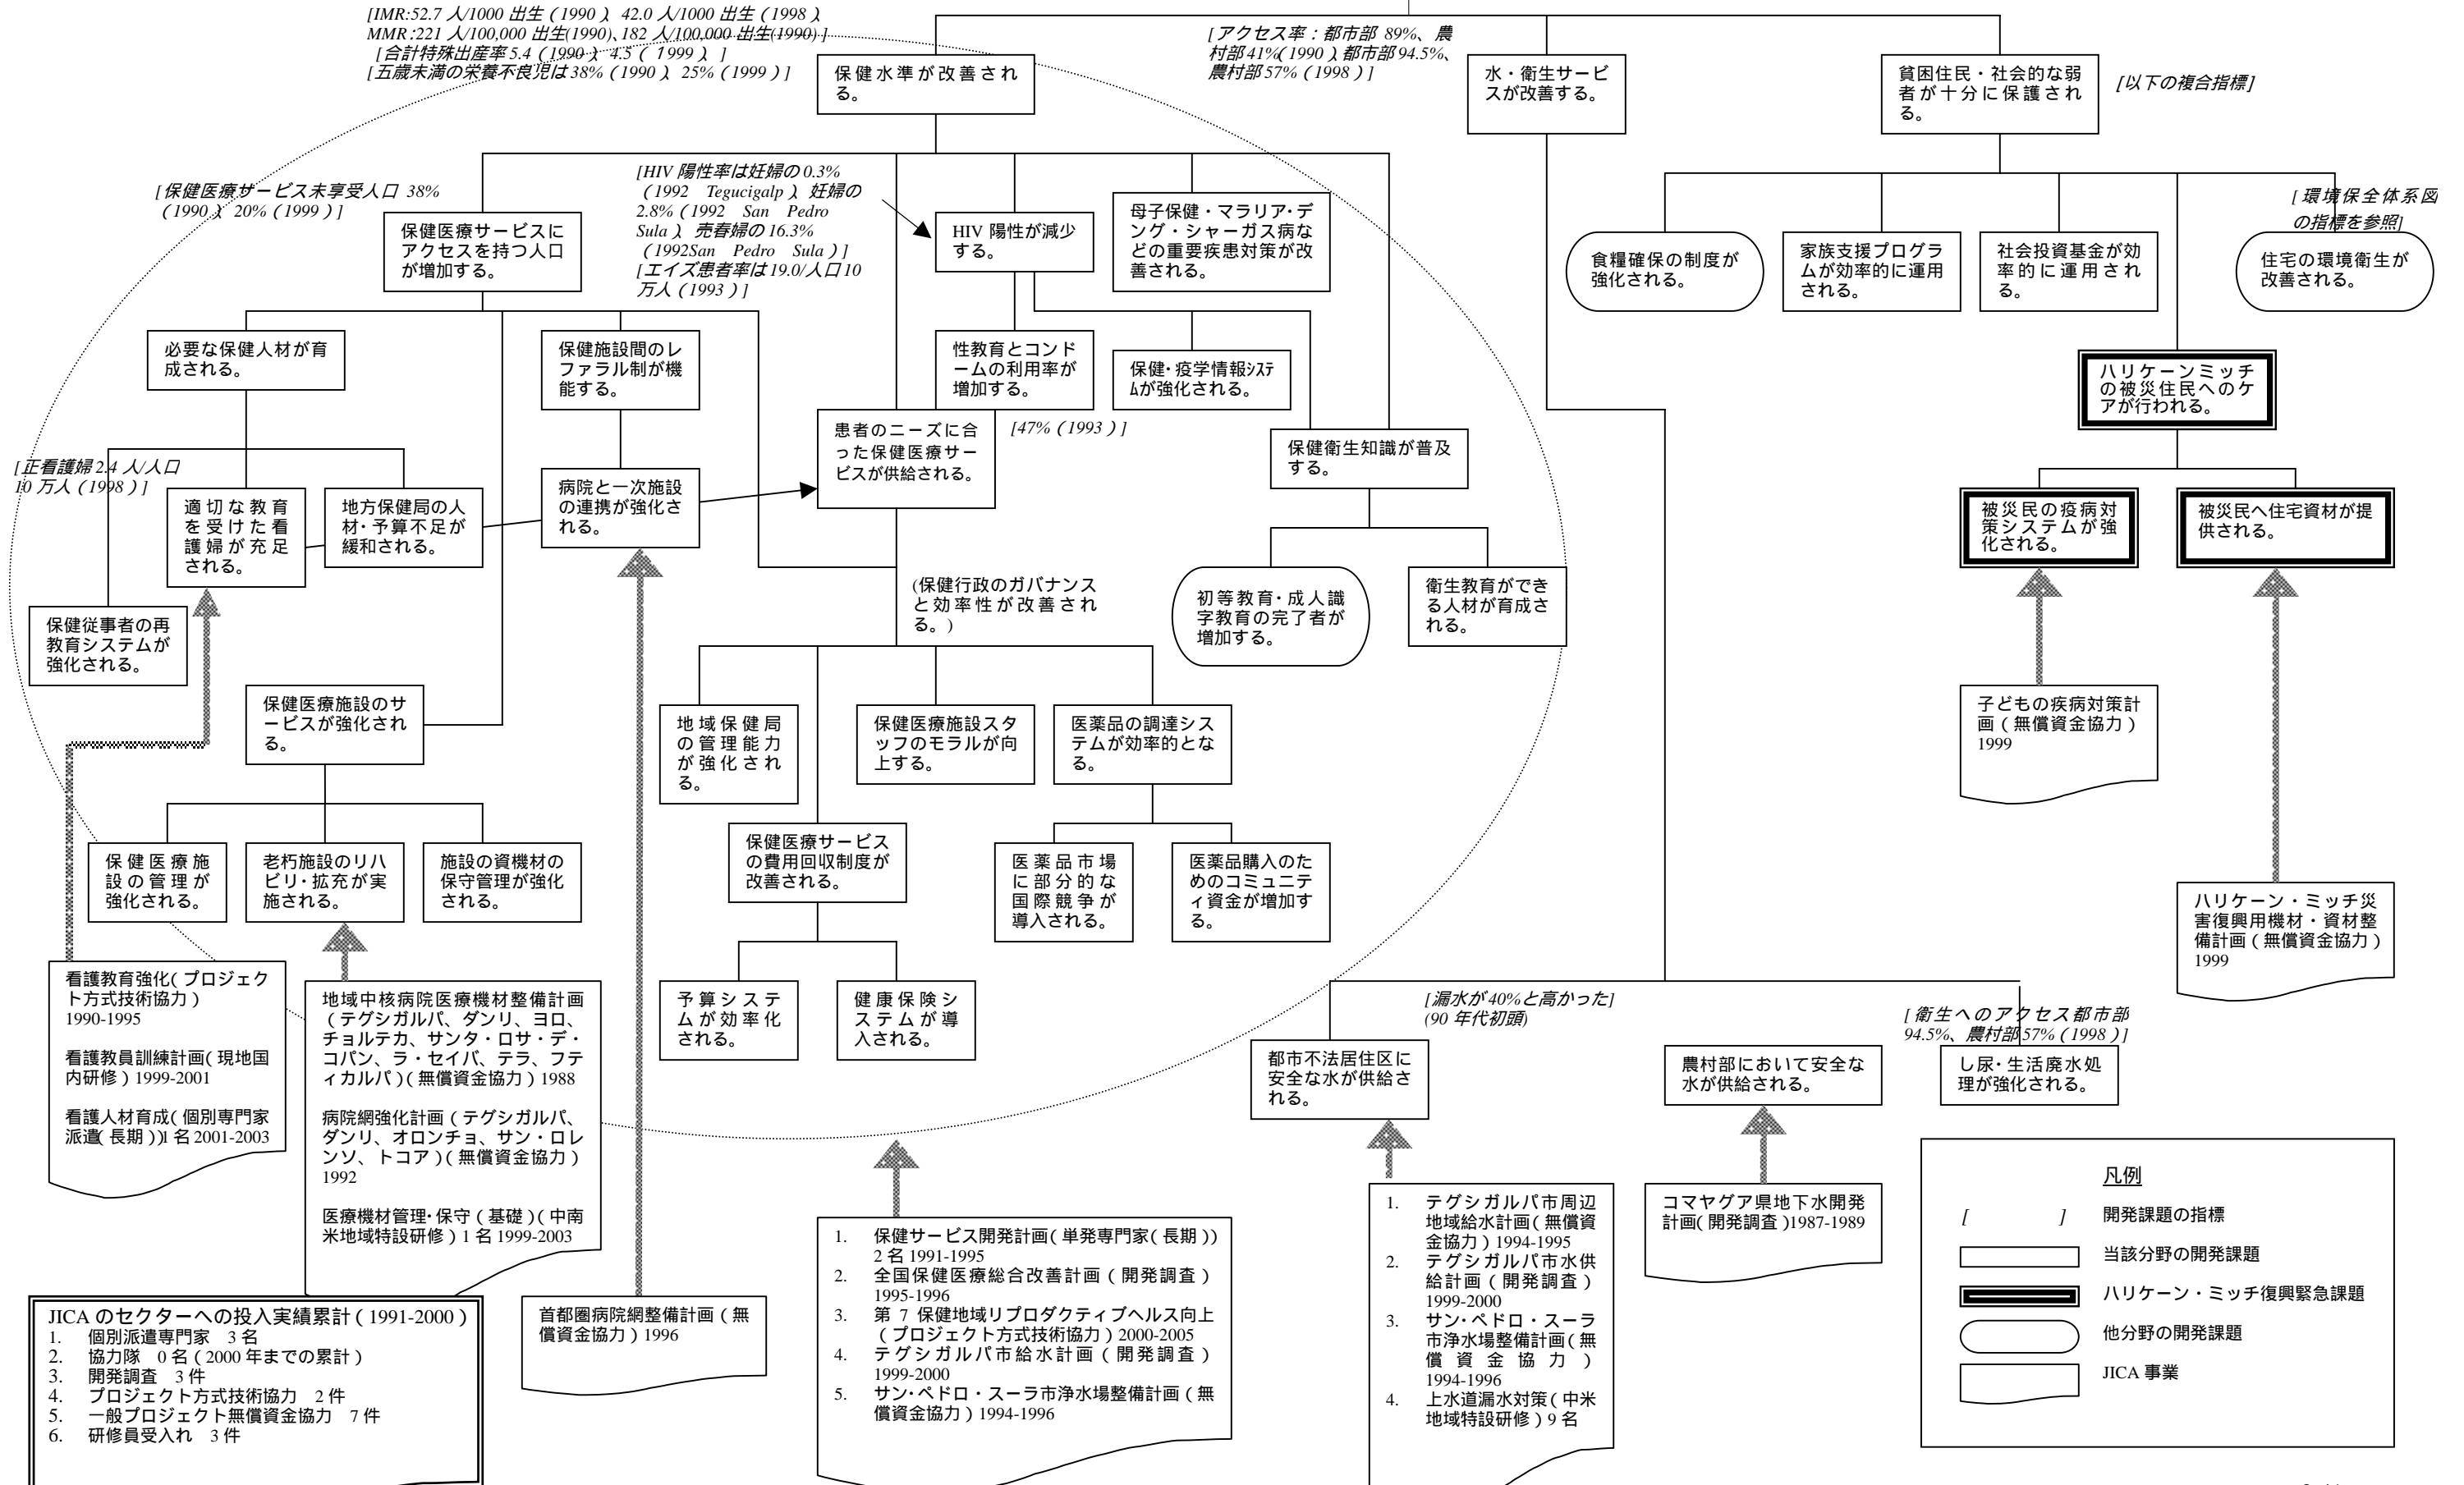 [IMR:52.7 人/1000 出生（1990）、42.0 人/1000 出生（1998）、
MMR:221 人/100,000 出生(1990)、182 人/100,000 出生(1990)]
[合計特殊出産率 5.4（1990）、4.5（1999）]
[五歳未満の栄養不良児は 38%（1990）、25%（1999）]
[アクセス率：都市部 89%、農
村部 41%(1990)、都市部 94.5%、
農村部 57%（1998）]
保健水準が改善され
る。
水・衛生サービ
スが改善する。
貧困住民・社会的な弱
者が十分に保護され
る。
[以下の複合指標]
[保健医療サービス未享受人口 38%
（1990）、20%（1999）]
[HIV 陽性率は妊婦の 0.3%
（1992 Tegucigalp）、妊婦の
2.8%（1992 San Pedro
Sula）、売春婦の 16.3%
（1992San Pedro Sula）]
[エイズ患者率は 19.0/人口 10
万人（1993）]
保健医療サービスに
アクセスを持つ人口
が増加する。
HIV 陽性が減少
する。
母子保健・マラリア・デ
ング・シャーガス病な
どの重要疾患対策が改
善される。
食糧確保の制度が
強化される。
家族支援プログラ
ムが効率的に運用
される。
社会投資基金が効
率的に運用され
る。
[環境保全体系図
の指標を参照]
住宅の環境衛生が
改善される。
必要な保健人材が育
成される。
保健施設間のレ
ファラル制が機
能する。
性教育とコンド
ームの利用率が
増加する。
[47%（1993）]
保健・疫学情報ｼｽﾃ
ﾑが強化される。
ハリケーンミッチ
の被災住民へのケ
アが行われる。
[正看護婦 2.4 人/人口
10 万人（1998）]
適切な教育
を受けた看
護婦が充足
される。
地方保健局の人
材・予算不足が
緩和される。
病院と一次施設
の連携が強化さ
れる。
患者のニーズに合
った保健医療サー
ビスが供給される。
保健衛生知識が普及
する。
被災民の疫病対
策システムが強
化される。
被災民へ住宅資材が提
供される。
保健従事者の再
教育システムが
強化される。
(保健行政のガバナンス
と効率性が改善され
る。)
初等教育・成人識
字教育の完了者が
増加する。
衛生教育ができ
る人材が育成さ
れる。
保健医療施設のサ
ービスが強化され
る。
地域保健局
の管理能力
が強化され
る。
保健医療施設スタ
ッフのモラルが向
上する。
医薬品の調達シス
テムが効率的とな
る。
子どもの疾病対策計
画（無償資金協力）
1999
保健医療施
設の管理が
強化される。
老朽施設のリハ
ビリ・拡充が実
施される。
施設の資機材の
保守管理が強化
される。
保健医療サービス
の費用回収制度が
改善される。
医薬品市場
に部分的な
国際競争が
導入される。
医薬品購入のた
めのコミュニテ
ィ資金が増加す
る。
ハリケーン・ミッチ災
害復興用機材・資材整
備計画（無償資金協力）
1999
看護教育強化（プロジェク
ト方式技術協力）
1990-1995
看護教員訓練計画（現地国
内研修）1999-2001
看護人材育成（個別専門家
派遣（長期））1 名 2001-2003
地域中核病院医療機材整備計画
（テグシガルパ、ダンリ、ヨロ、
チョルテカ、サンタ・ロサ・デ・
コパン、ラ・セイバ、テラ、フテ
ィカルパ）（無償資金協力）1988
病院網強化計画（テグシガルパ、
ダンリ、オロンチョ、サン・ロレ
ンソ、トコア）（無償資金協力）
1992
医療機材管理・保守（基礎）（中南
米地域特設研修）1 名 1999-2003
予算システ
ムが効率化
される。
健康保険シ
ステムが導
入される。
[漏水が 40%と高かった]
(90 年代初頭)
[衛生へのアクセス都市部
94.5%、農村部 57%（1998）]
都市不法居住区に
安全な水が供給さ
れる。
農村部において安全な
水が供給される。
し尿・生活廃水処
理が強化される。
首都圏病院網整備計画（無
償資金協力）1996
1. 保健サービス開発計画（単発専門家（長期））
2 名 1991-1995
2. 全国保健医療総合改善計画（開発調査）
1995-1996
3. 第 7 保健地域リプロダクティブヘルス向上
（プロジェクト方式技術協力）2000-2005
4. テグシガルパ市給水計画（開発調査）
1999-2000
5. サン・ペドロ・スーラ市浄水場整備計画（無
償資金協力）1994-1996
1. テグシガルパ市周辺
地域給水計画（無償資
金協力）1994-1995
2. テグシガルパ市水供
給計画（開発調査）
1999-2000
3. サン・ペドロ・スーラ
市浄水場整備計画（無
償資金協力）
1994-1996
4. 上水道漏水対策（中米
地域特設研修）9 名
コマヤグア県地下水開発
計画（開発調査）1987-1989
凡例
[ ] 開発課題の指標
当該分野の開発課題
ハリケーン・ミッチ復興緊急課題
他分野の開発課題
JICA 事業
JICA のセクターへの投入実績累計（1991-2000）
1. 個別派遣専門家 3 名
2. 協力隊 0 名（2000 年までの累計）
3. 開発調査 3 件
4. プロジェクト方式技術協力 2 件
5. 一般プロジェクト無償資金協力 7 件
6. 研修員受入れ 3 件